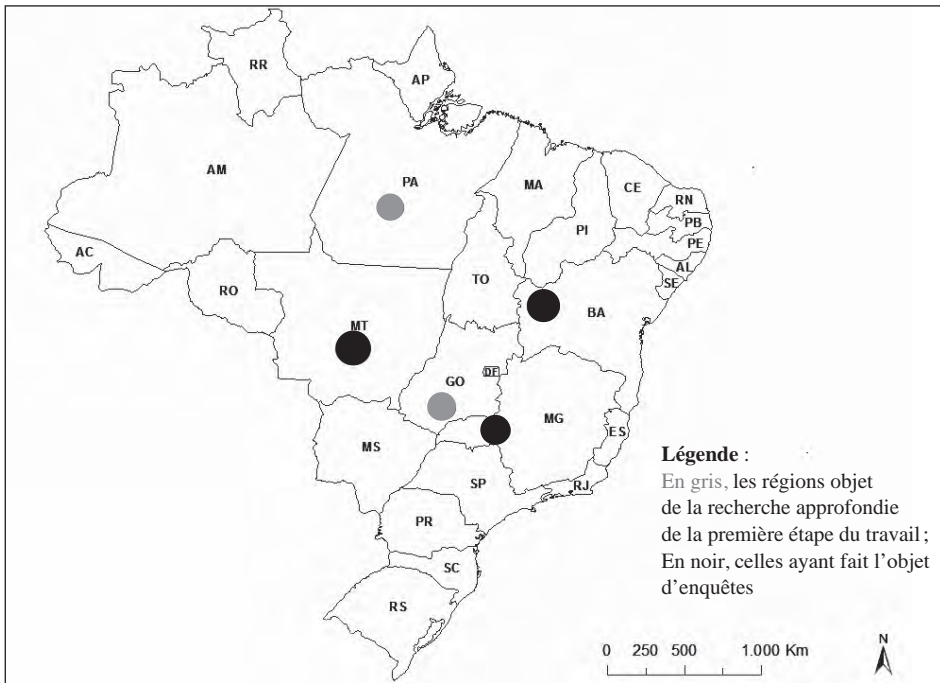 RR
AP
AM
PA
MA
CE
RN
PB
PI
PE
AC
AL
TO
SE
RO
BA
MT
GO
DF
MG
ES
MS
Légende :
En gris, les régions objet
de la recherche approfondie
de la première étape du travail ;
En noir, celles ayant fait l’objet
d’enquêtes
SP
RJ
PR
SC
RS
0 250 500 1.000 Km
N